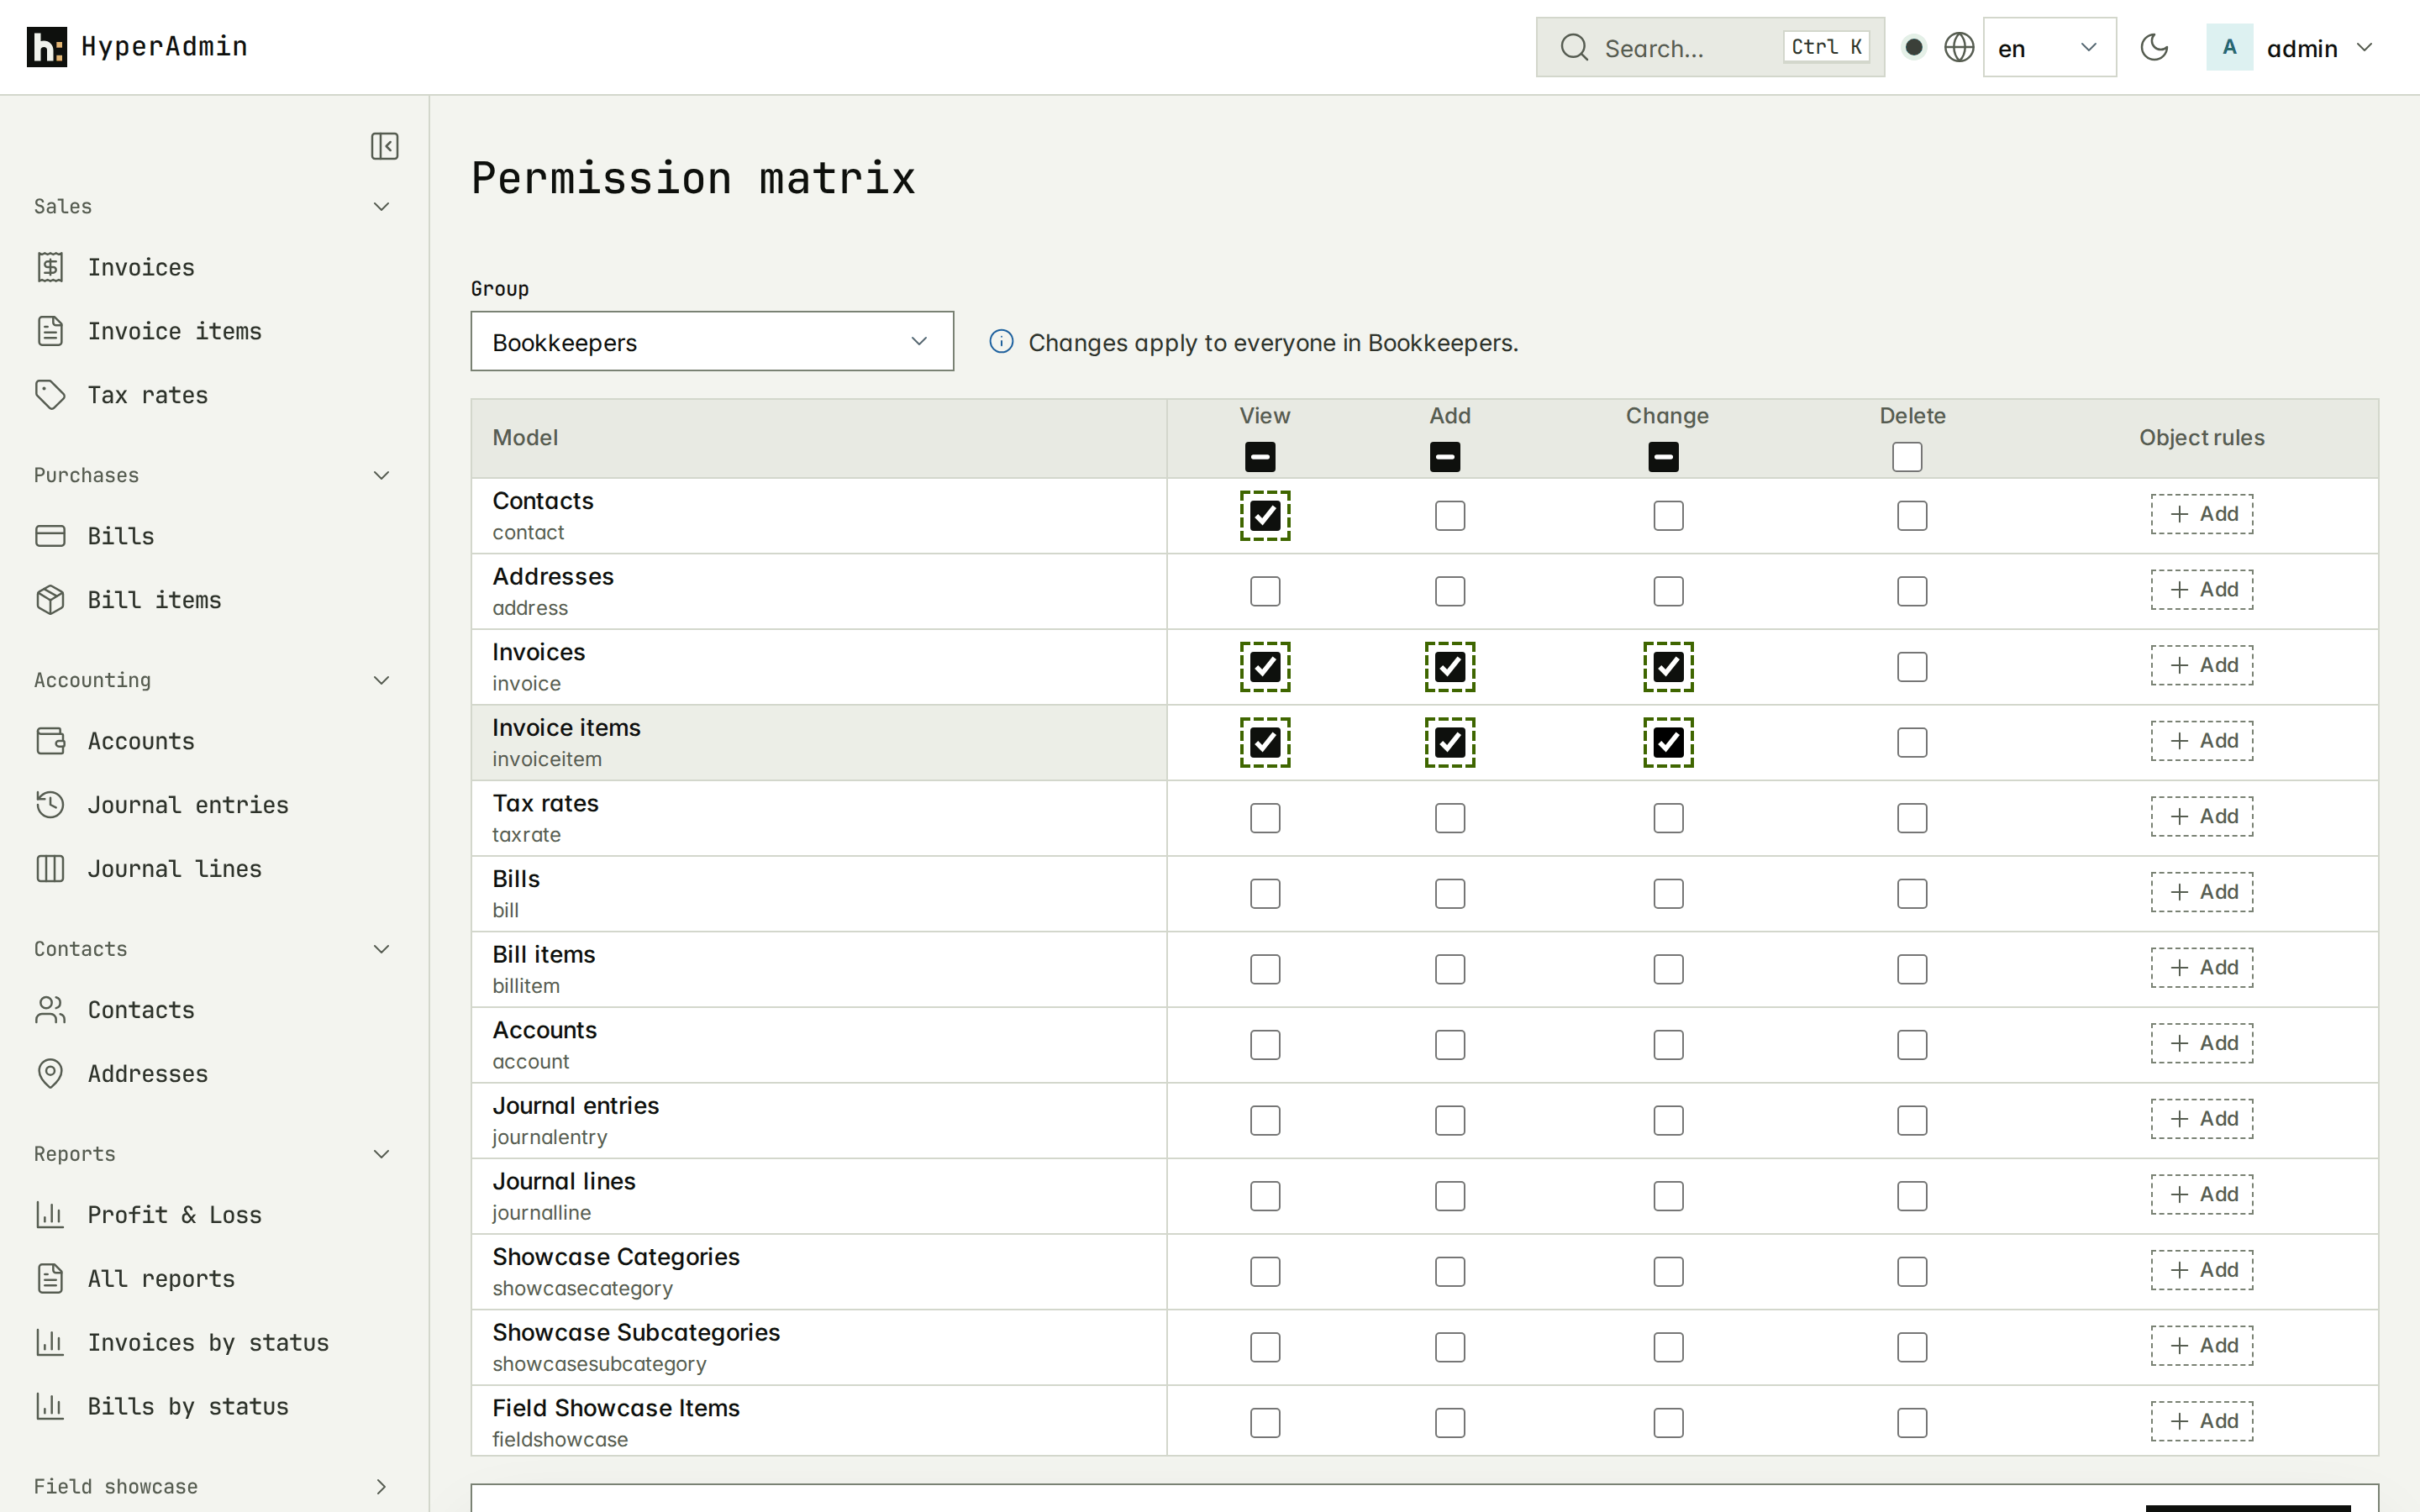 h: HyperAdmin
Search... Ctrl K
en
A admin
Sales
Invoices
Invoice items
Tax rates
Purchases
Bills
Bill items
Accounting
Accounts
Journal entries
Journal lines
Contacts
Contacts
Addresses
Reports
Profit & Loss
All reports
Invoices by status
Bills by status
Field showcase
Permission matrix
Group
Bookkeepers
Changes apply to everyone in Bookkeepers.
Model View Add Change Delete Object rules
Contacts
contact
Add
Addresses
address
Add
Invoices
invoice
Add
Invoice items
invoiceitem
Add
Tax rates
taxrate
Add
Bills
bill
Add
Bill items
billitem
Add
Accounts
account
Add
Journal entries
journalentry
Add
Journal lines
journalline
Add
Showcase Categories
showcasecategory
Add
Showcase Subcategories
showcasesubcategory
Add
Field Showcase Items
fieldshowcase
Add